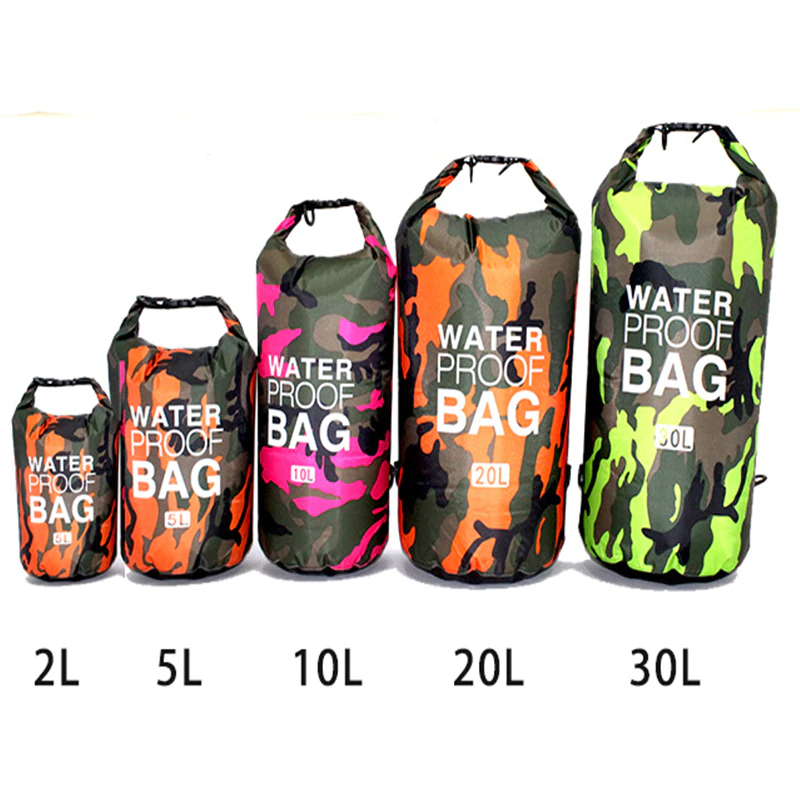 WATER
PROOF
BAG
5L
WATER
PROOF
BAG
5L
WATER
PROOF
BAG
10L
WATER
PROOF
BAG
20L
WATER
PROOF
BAG
30L
2L
5L
10L
20L
30L